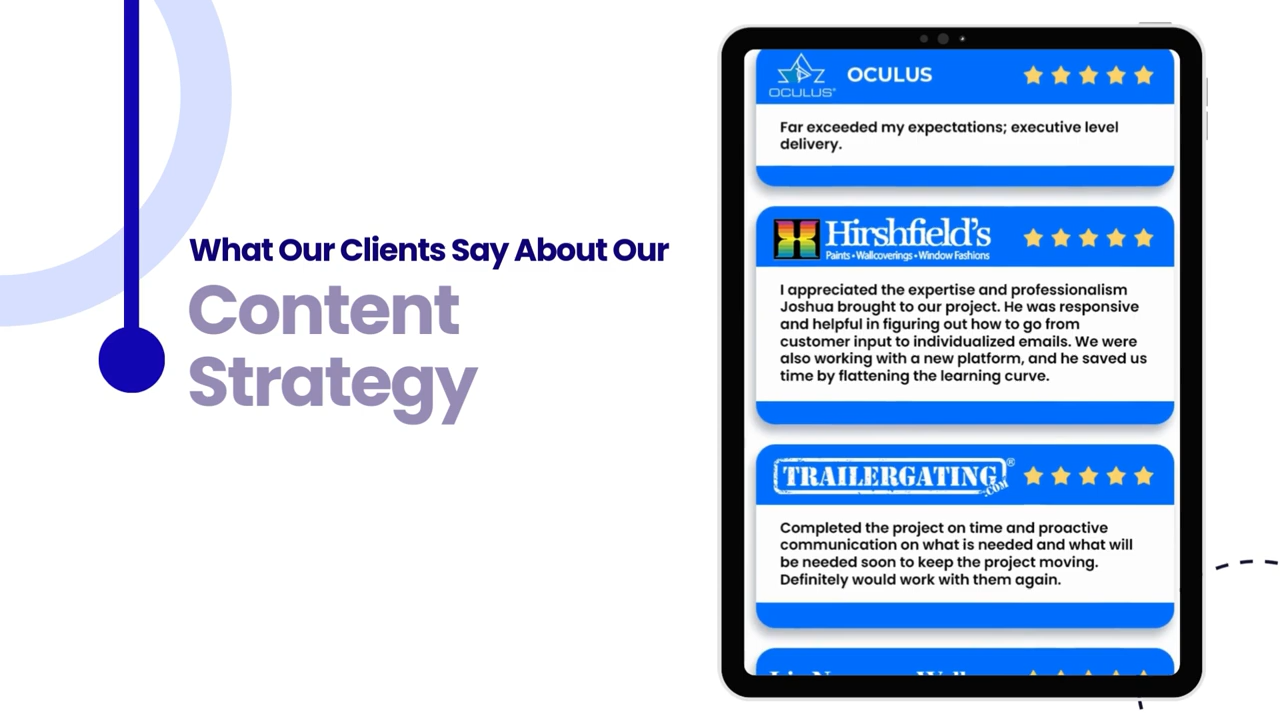 What Our Clients Say About Our
Content
Strategy
OCULUS®
OCULUS
Far exceeded my expectations; executive level
delivery.
Hirshfield's
Paints • Wallcoverings • Window Fashions
I appreciated the expertise and professionalism
Joshua brought to our project. He was responsive
and helpful in figuring out how to go from
customer input to individualized emails. We were
also working with a new platform, and he saved us
time by flattening the learning curve.
TRAILERGATING®
.COM
Completed the project on time and proactive
communication on what is needed and what will
be needed soon to keep the project moving.
Definitely would work with them again.